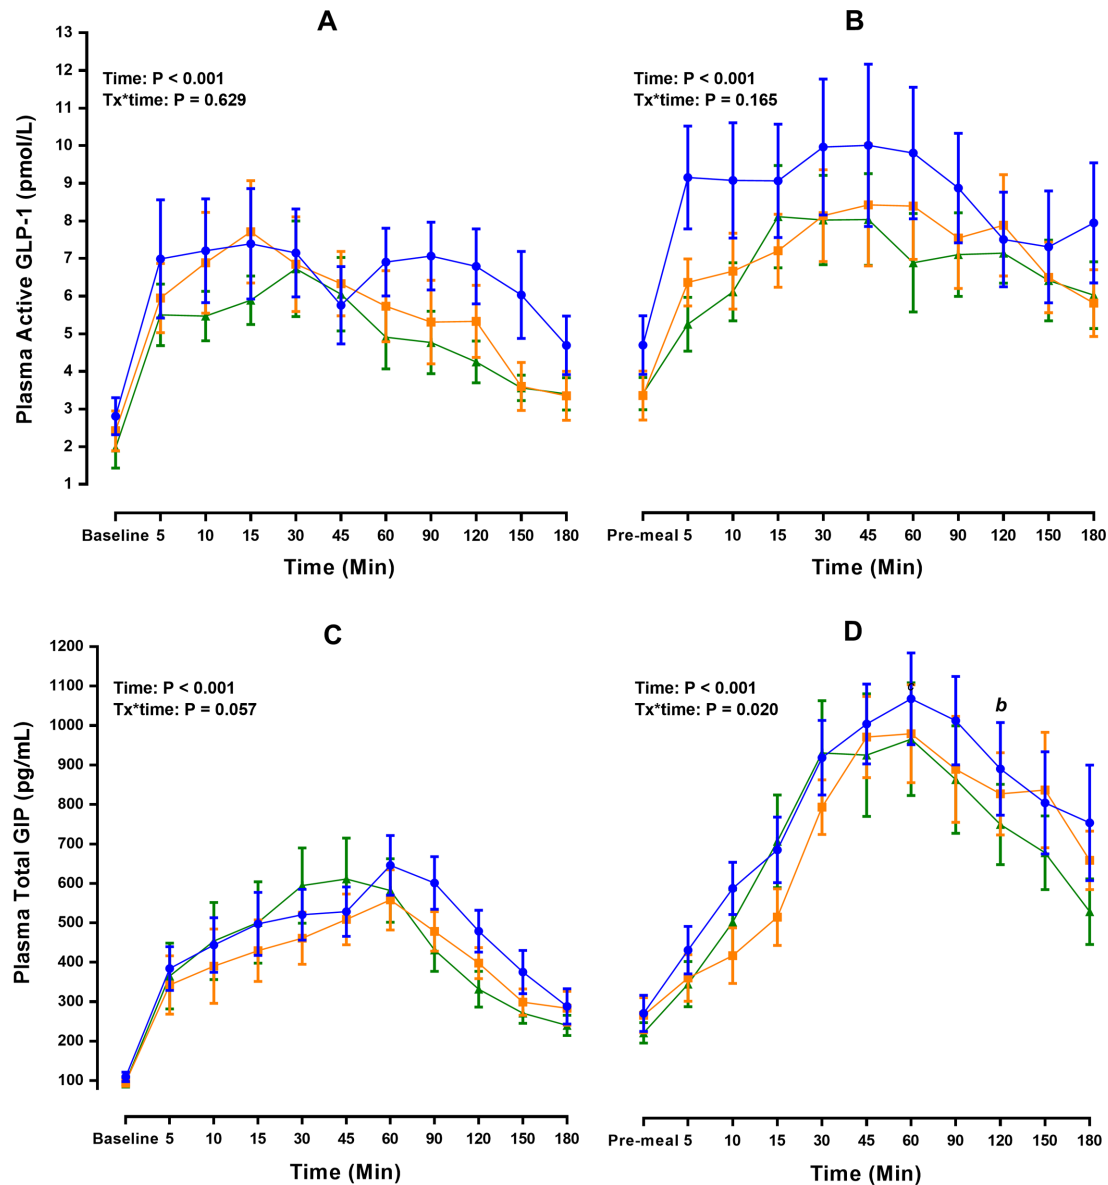 A
Time: P < 0.001
Tx*time: P = 0.629
Plasma Active GLP-1 (pmol/L)
13
12
11
10
9
8
7
6
5
4
3
2
1
Baseline 5 10 15 30 45 60 90 120 150 180
Time (Min)
B
Time: P < 0.001
Tx*time: P = 0.165
Pre-meal 5 10 15 30 45 60 90 120 150 180
Time (Min)
C
Time: P < 0.001
Tx*time: P = 0.057
Plasma Total GIP (pg/mL)
1200
1100
1000
900
800
700
600
500
400
300
200
100
Baseline 5 10 15 30 45 60 90 120 150 180
Time (Min)
D
Time: P < 0.001
Tx*time: P = 0.020
b
Pre-meal 5 10 15 30 45 60 90 120 150 180
Time (Min)